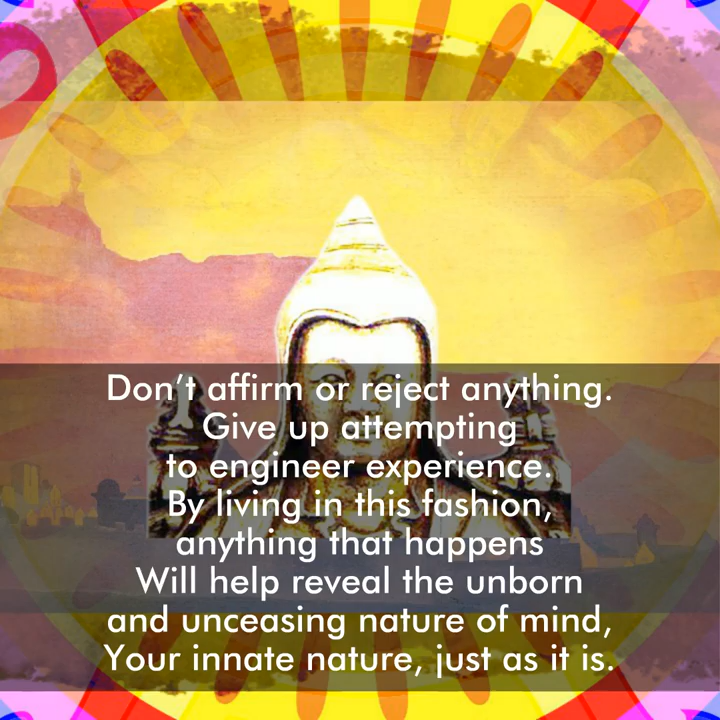 Don't affirm or reject anything.
Give up attempting
to engineer experience.
By living in this fashion,
anything that happens
Will help reveal the unborn
and unceasing nature of mind,
Your innate nature, just as it is.